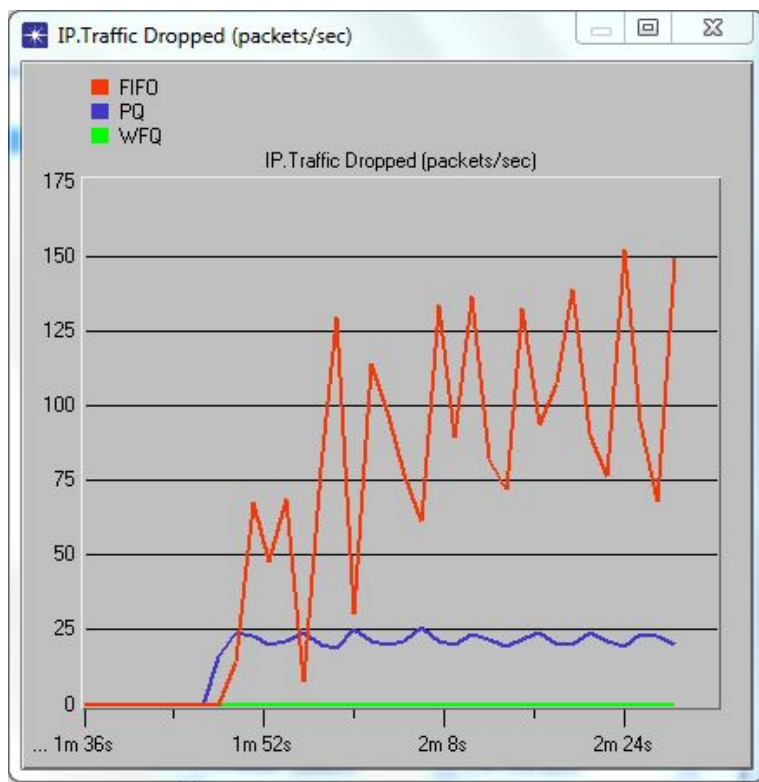 IP.Traffic Dropped (packets/sec)
FIFO
PQ
WFQ
IP.Traffic Dropped (packets/sec)
175
150
125
100
75
50
25
0
... 1m 36s 1m 52s 2m 8s 2m 24s